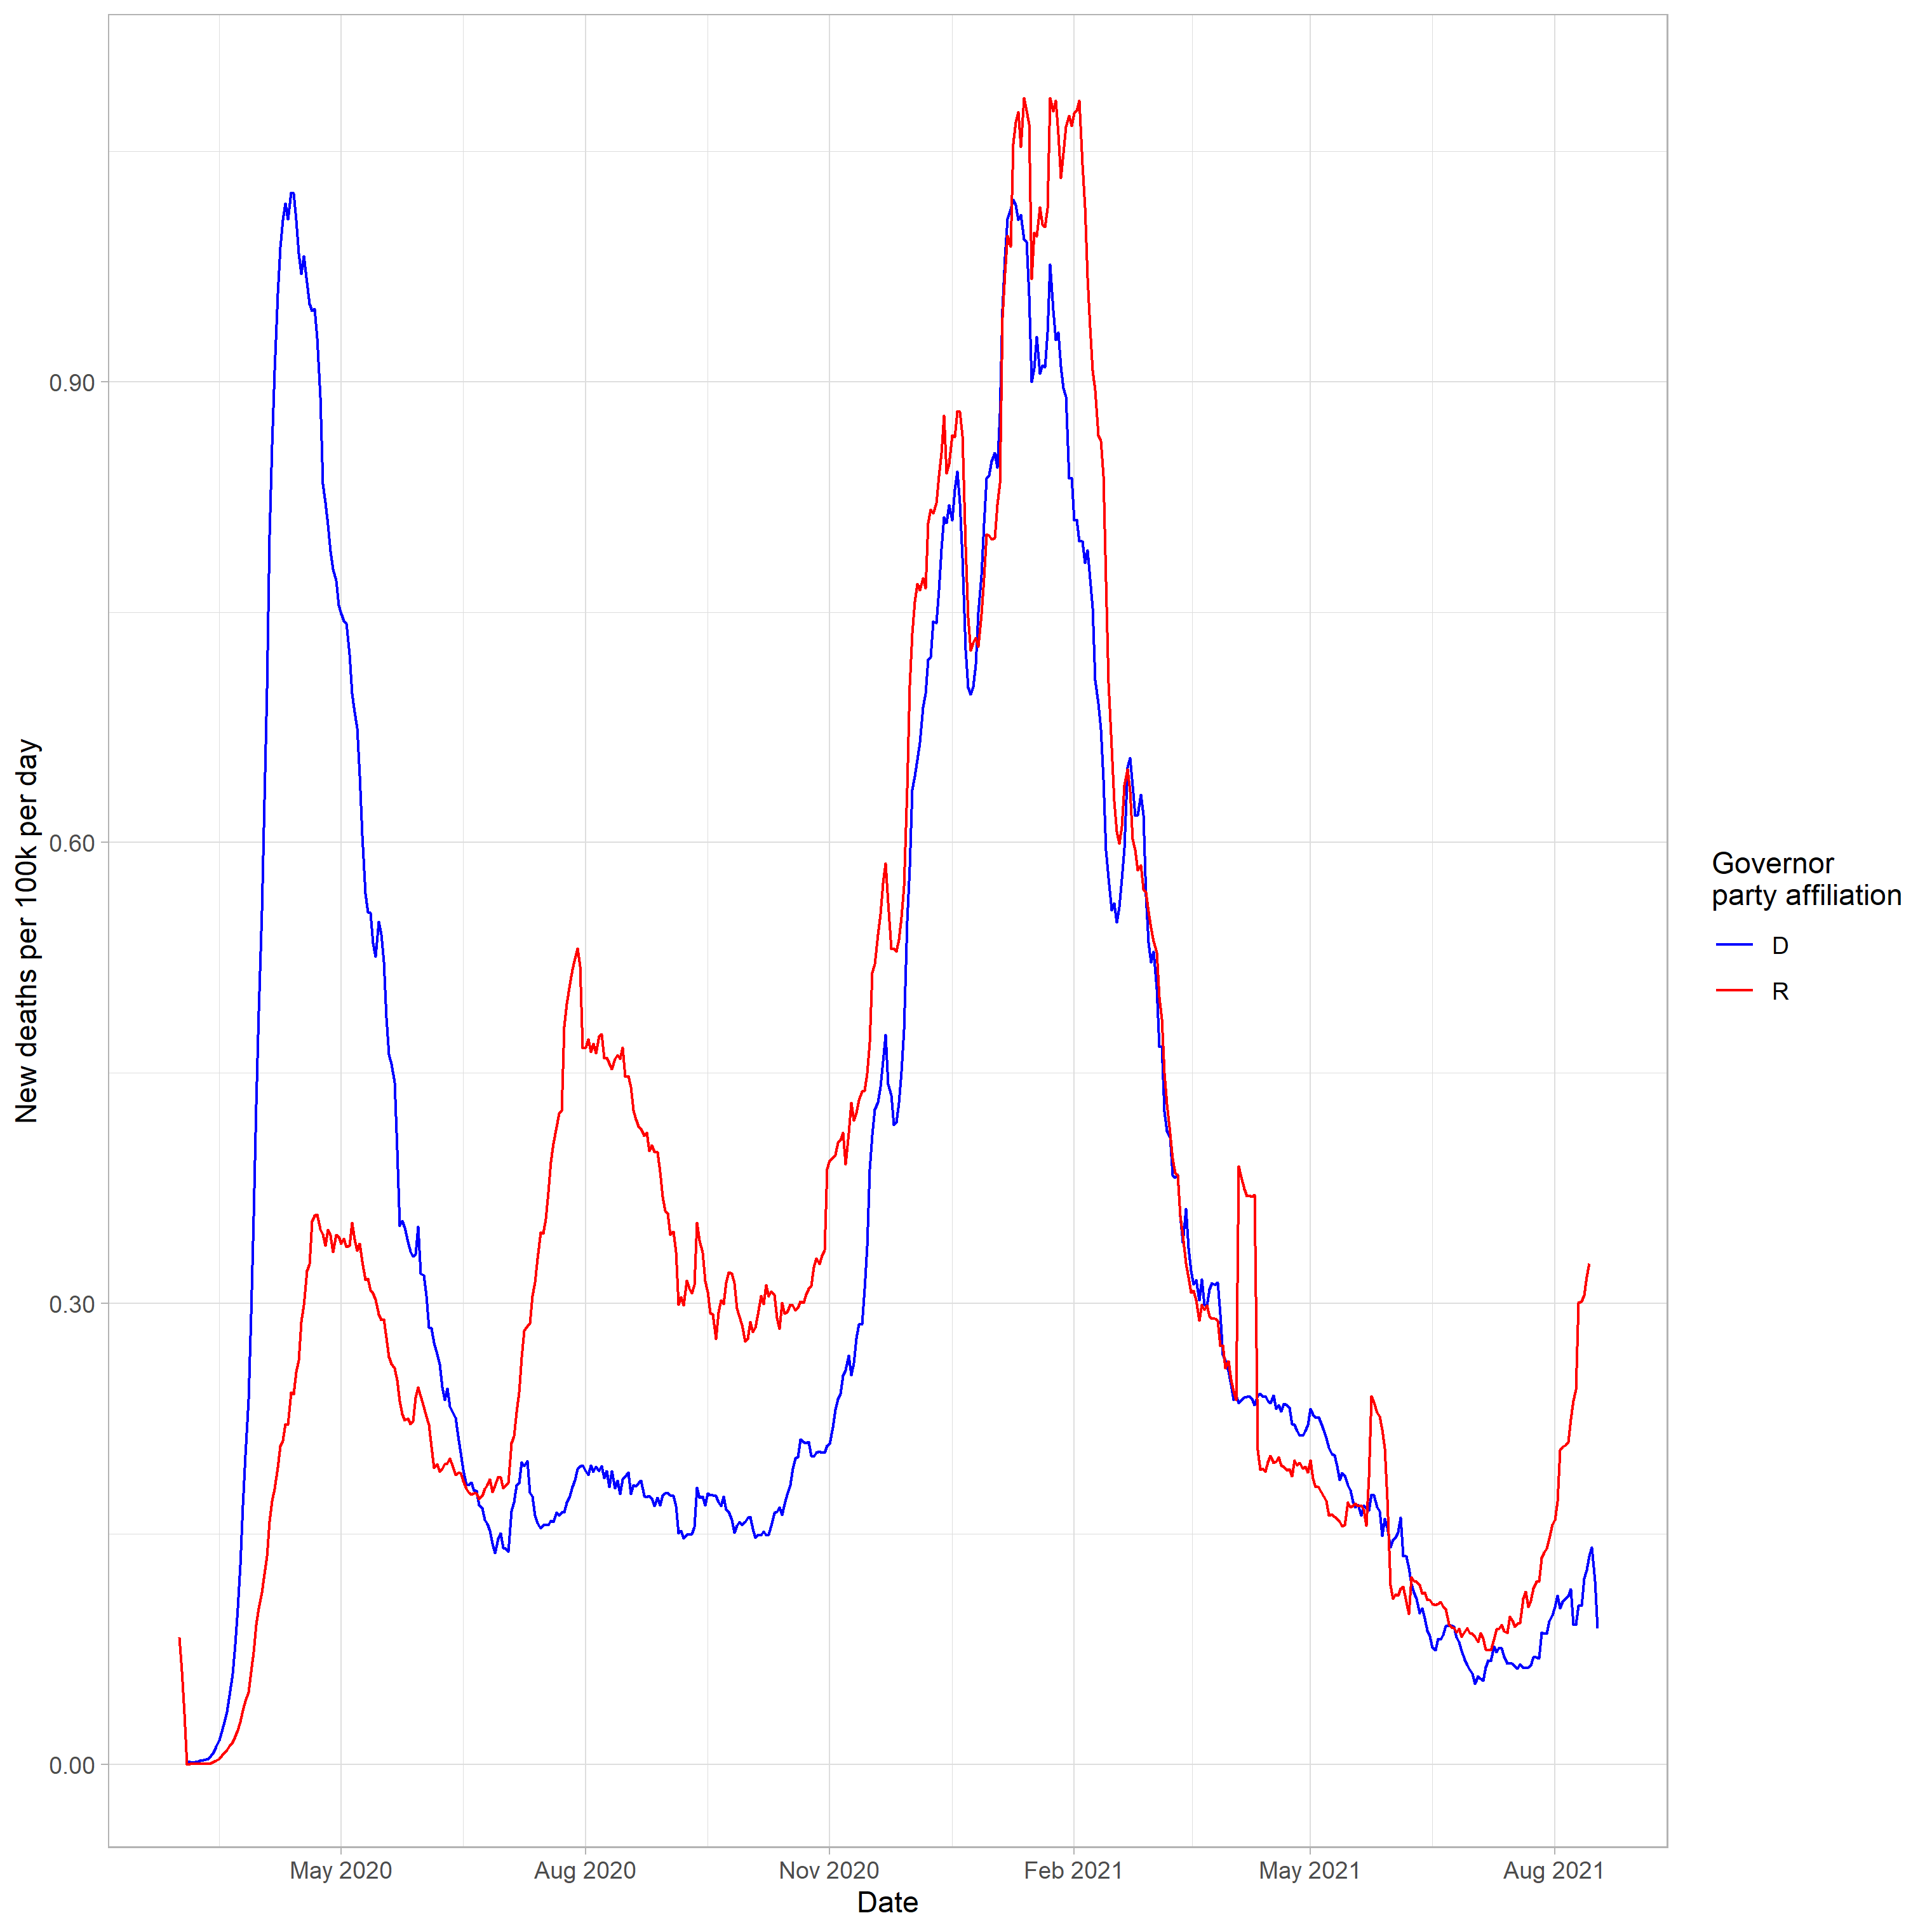 New deaths per 100k per day
0.90
0.60
0.30
0.00
May 2020
Aug 2020
Nov 2020
Feb 2021
May 2021
Aug 2021
Date
Governor
party affiliation
D
R